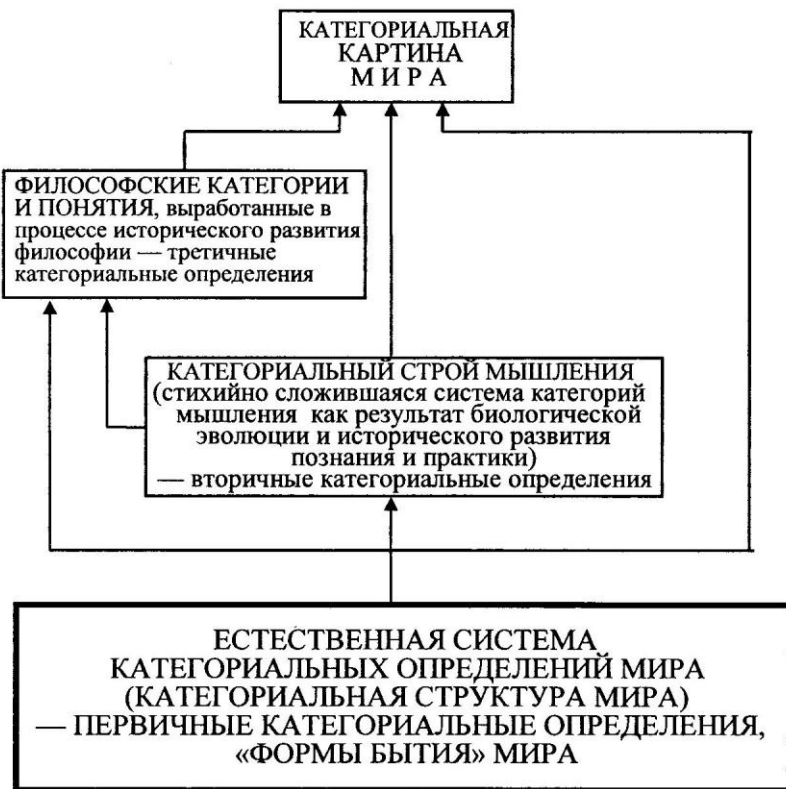 КАТЕГОРИАЛЬНАЯ
КАРТИНА
М И Р А
ФИЛОСОФСКИЕ КАТЕГОРИИ
И ПОНЯТИЯ, выработанные в
процессе исторического развития
философии — третичные
категориальные определения
КАТЕГОРИАЛЬНЫЙ СТРОЙ МЫШЛЕНИЯ
(стихийно сложившаяся система категорий
мышления как результат биологической
эволюции и исторического развития
познания и практики)
— вторичные категориальные определения
ЕСТЕСТВЕННАЯ СИСТЕМА
КАТЕГОРИАЛЬНЫХ ОПРЕДЕЛЕНИЙ МИРА
(КАТЕГОРИАЛЬНАЯ СТРУКТУРА МИРА)
— ПЕРВИЧНЫЕ КАТЕГОРИАЛЬНЫЕ ОПРЕДЕЛЕНИЯ,
«ФОРМЫ БЫТИЯ» МИРА